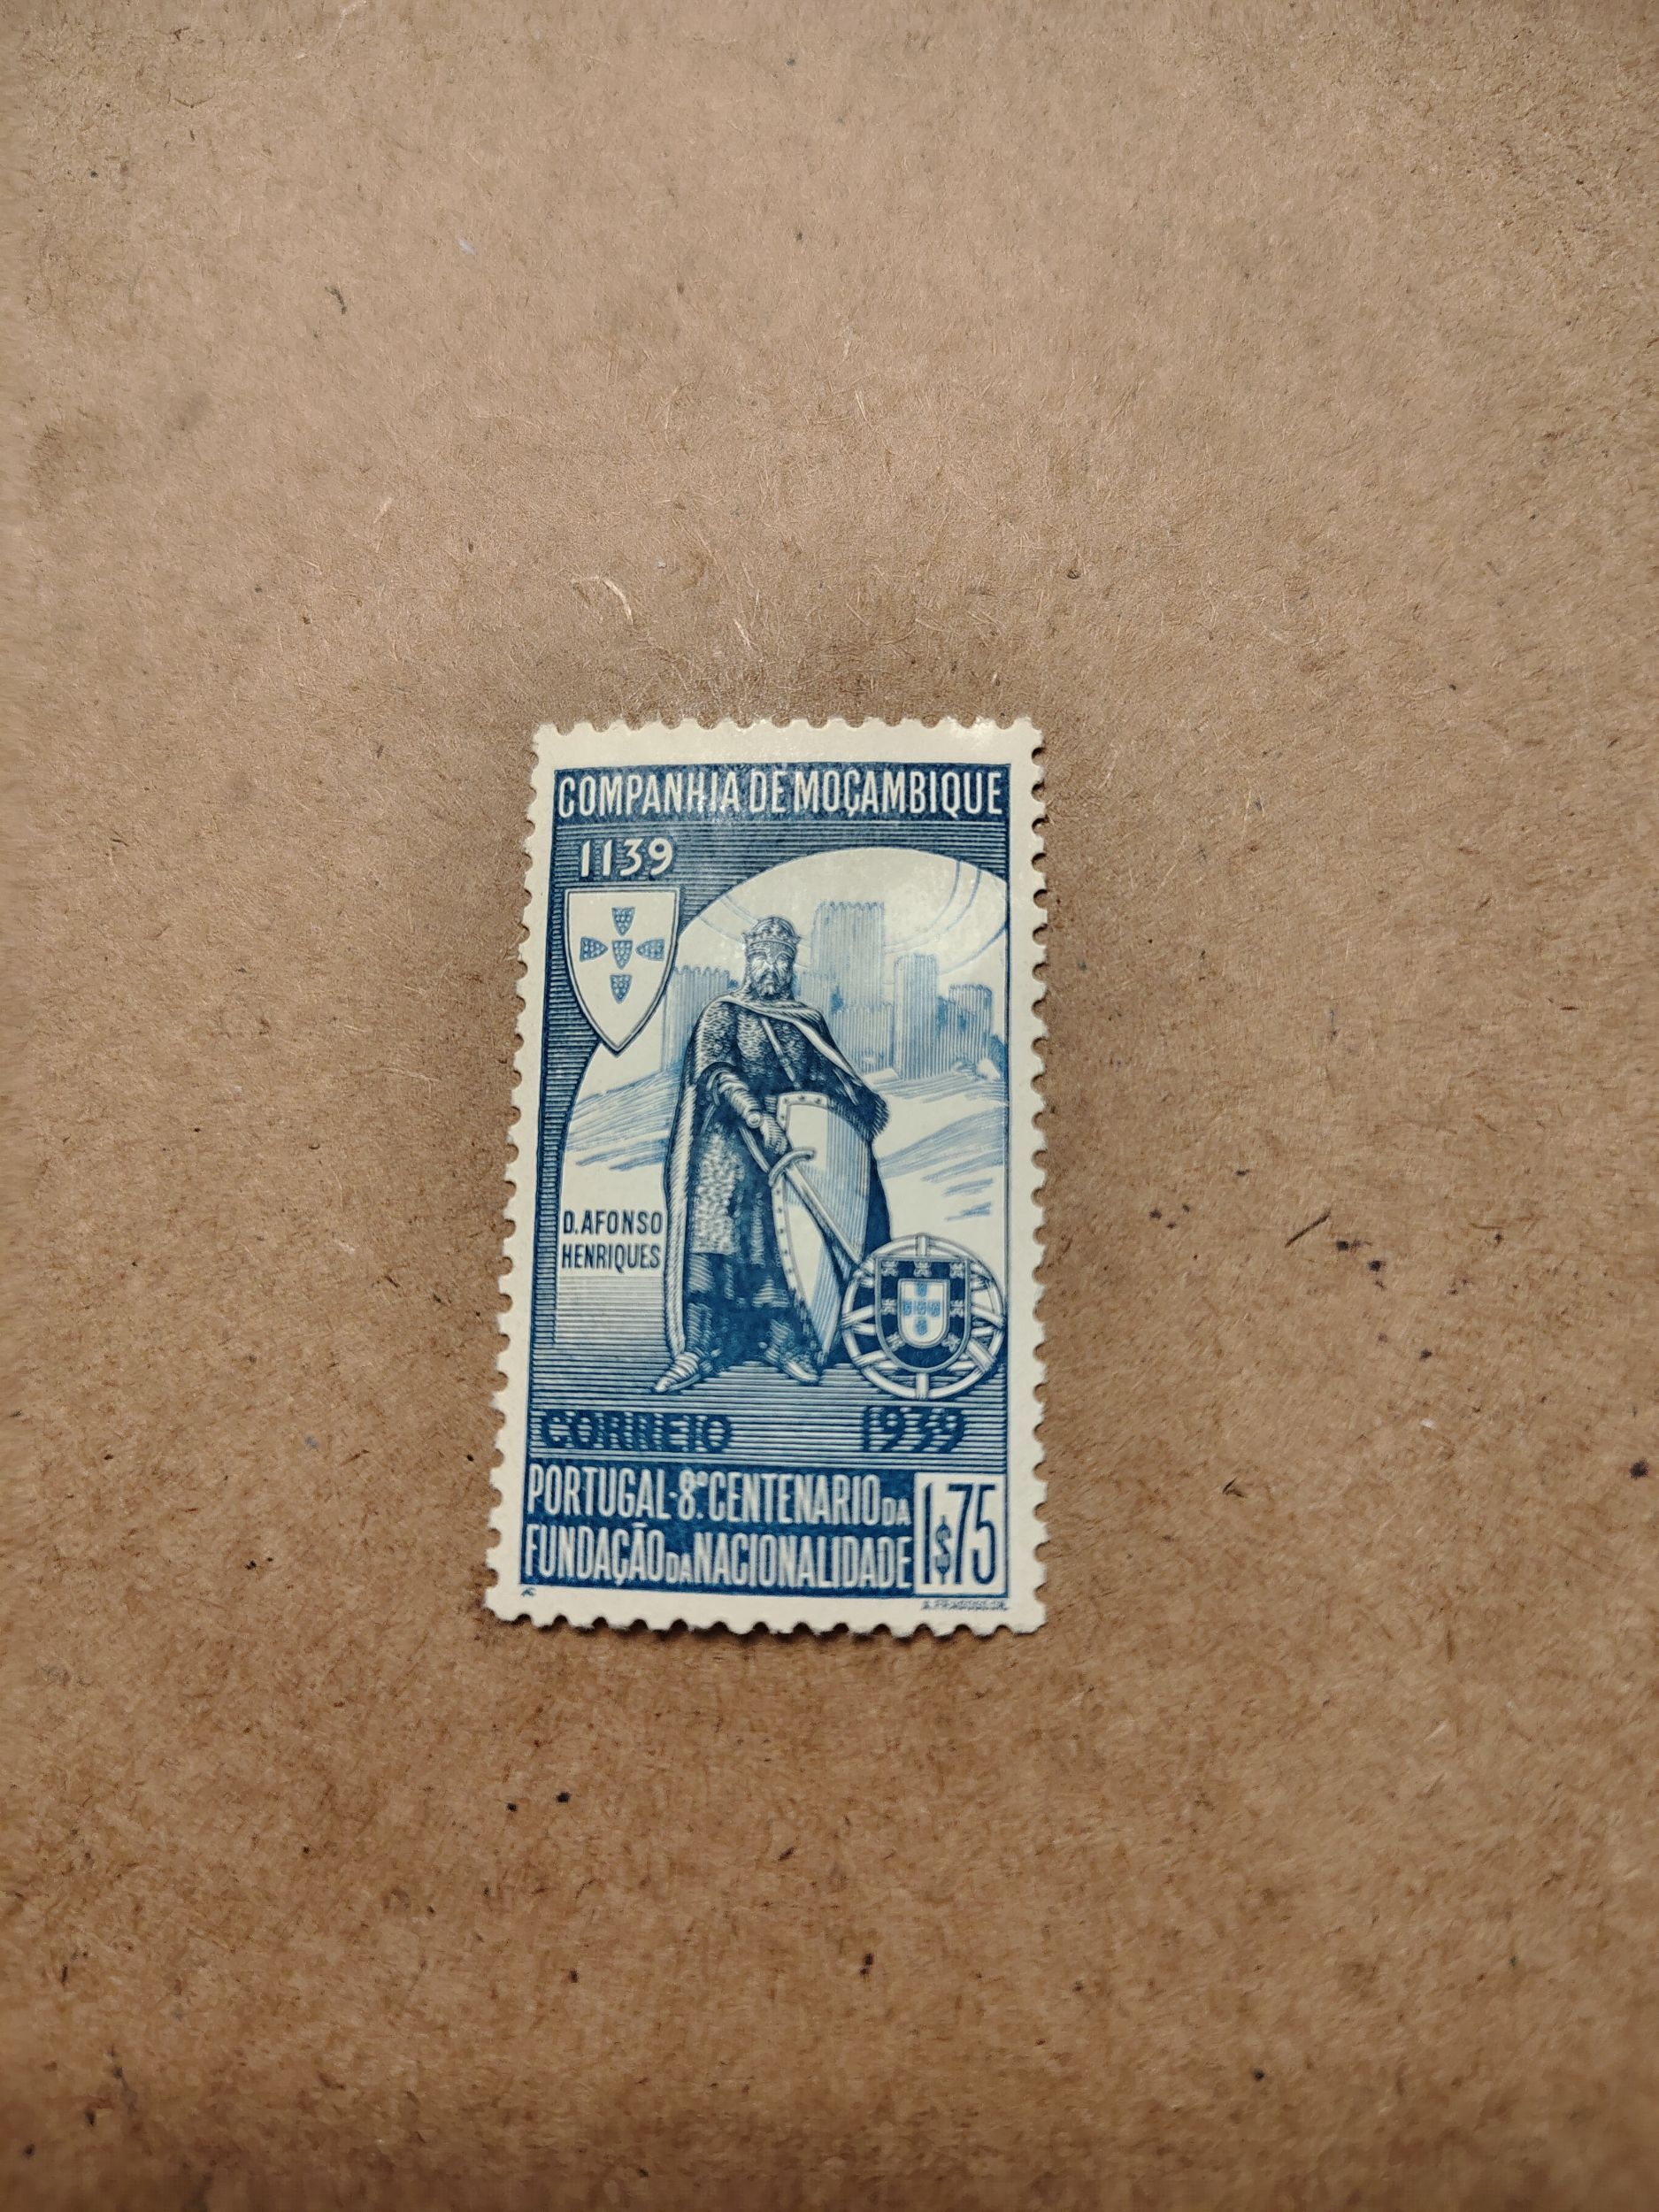 COMPANHIA DE MOÇAMBIQUE
1139
D. AFONSO
HENRIQUES
CORREIO 1939
PORTUGAL-8º CENTENARIO DA
FUNDAÇÃO DA NACIONALIDADE
1$75